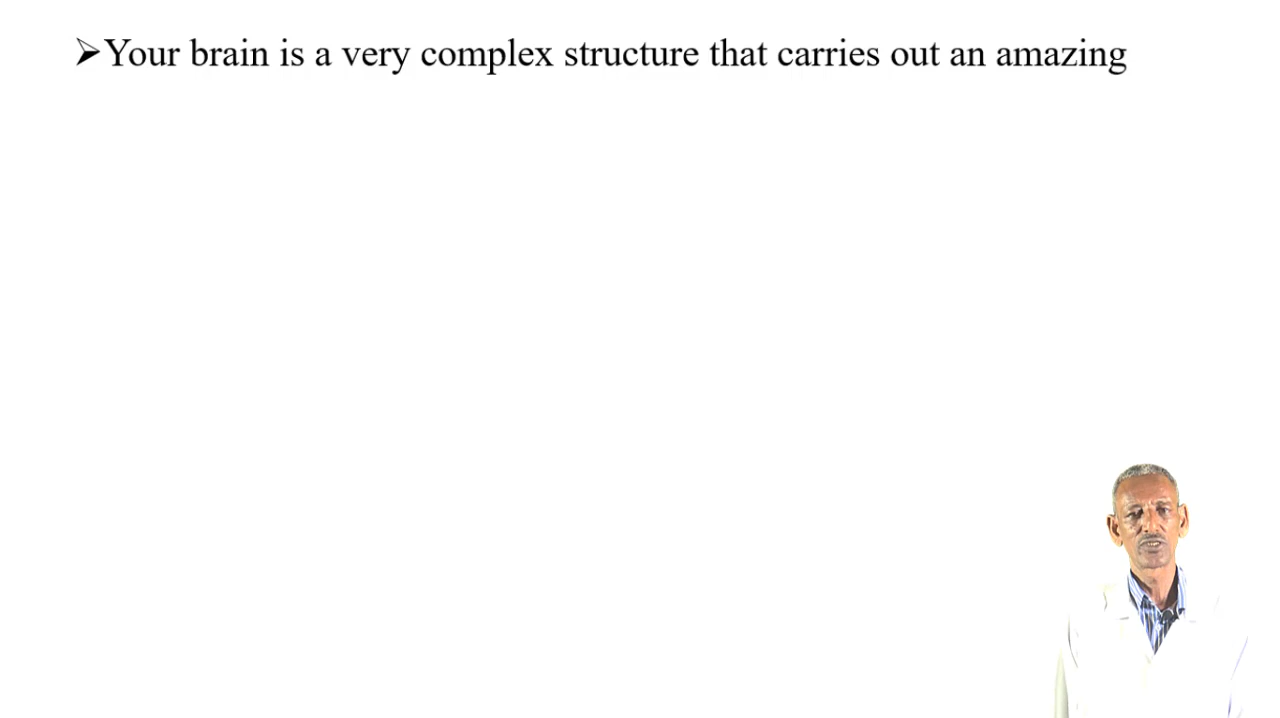 ➢Your brain is a very complex structure that carries out an amazing